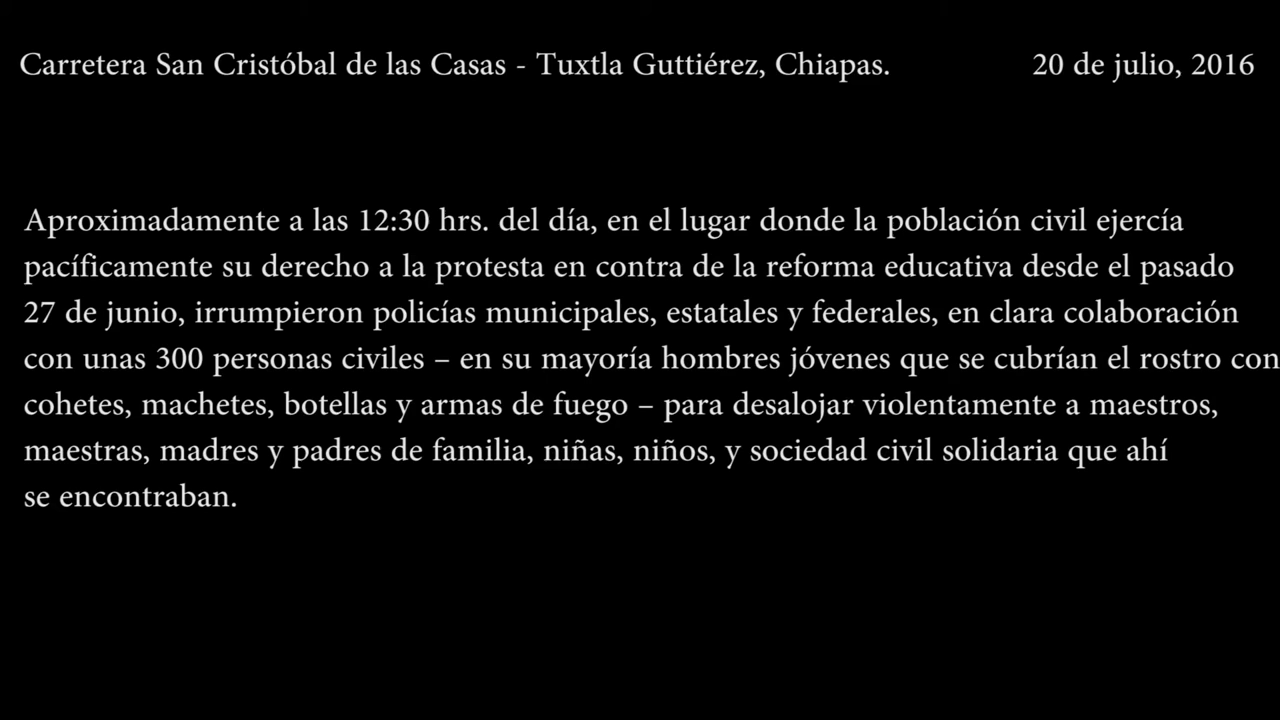 Carretera San Cristóbal de las Casas - Tuxtla Guttiérez, Chiapas. 20 de julio, 2016
Aproximadamente a las 12:30 hrs. del día, en el lugar donde la población civil ejercía
pacíficamente su derecho a la protesta en contra de la reforma educativa desde el pasado
27 de junio, irrumpieron policías municipales, estatales y federales, en clara colaboración
con unas 300 personas civiles – en su mayoría hombres jóvenes que se cubrían el rostro con
cohetes, machetes, botellas y armas de fuego – para desalojar violentamente a maestros,
maestras, madres y padres de familia, niñas, niños, y sociedad civil solidaria que ahí
se encontraban.